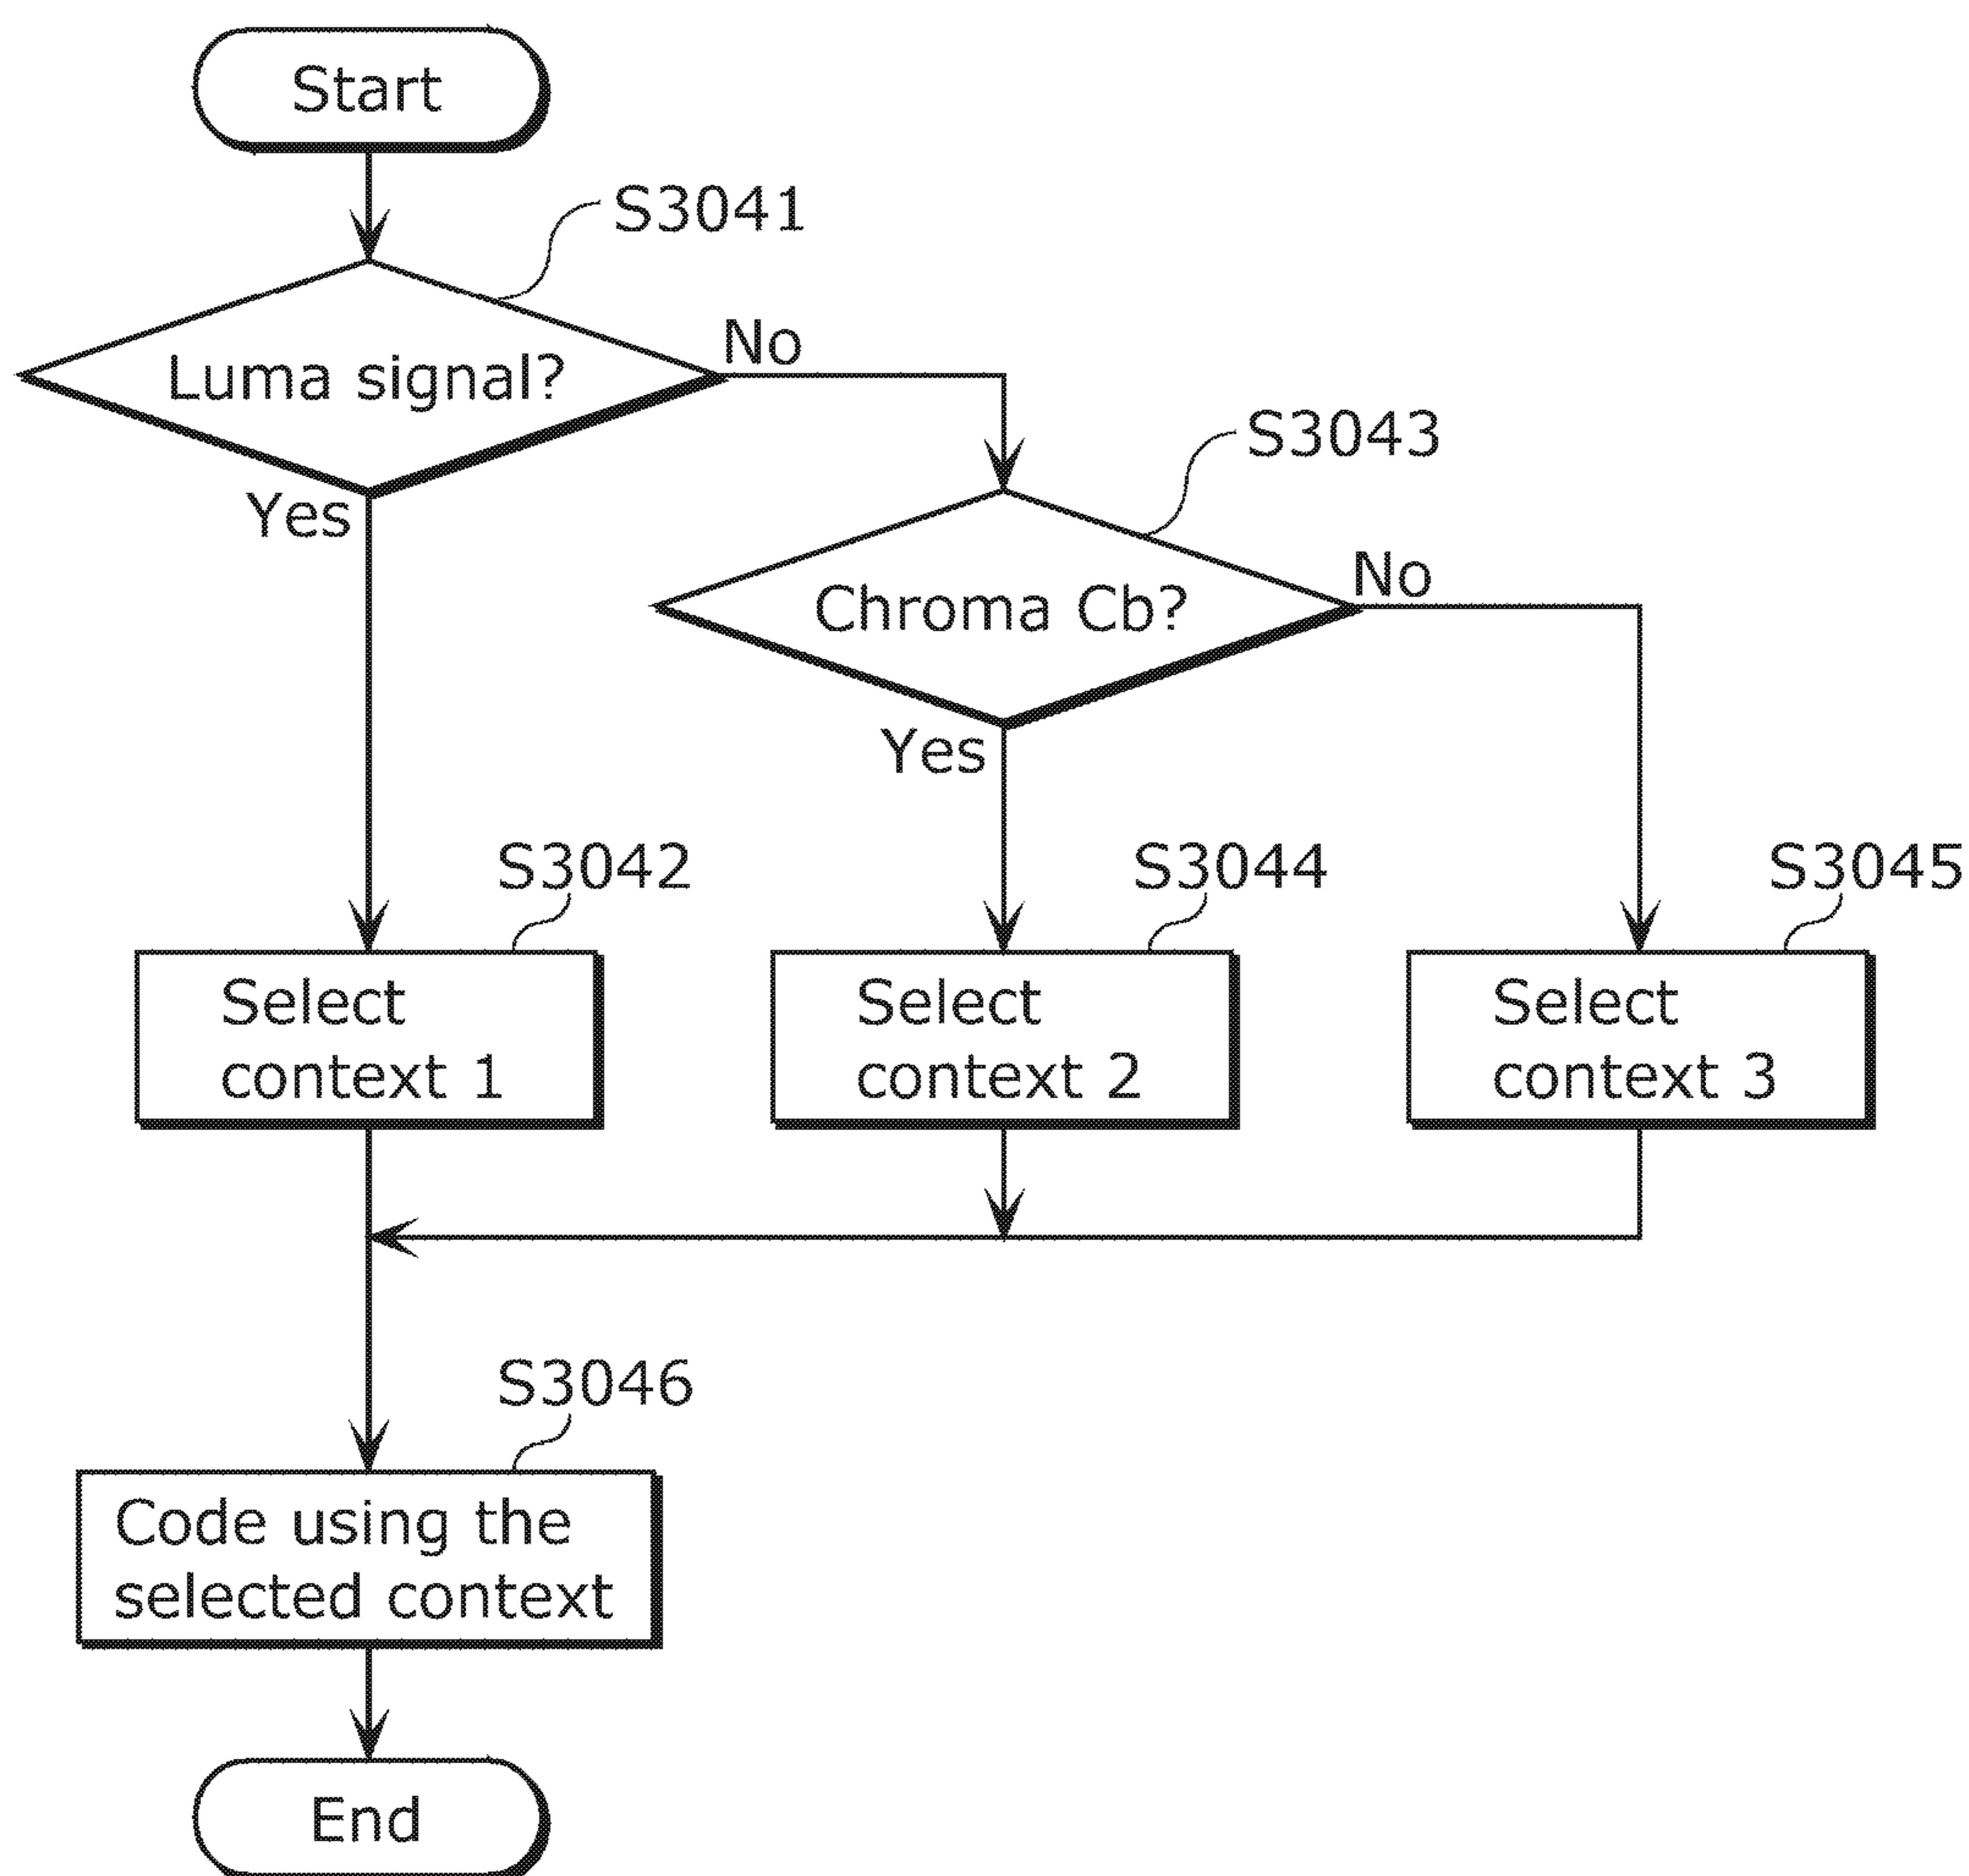 Start
S3041
Luma signal?
No
Yes
S3043
Chroma Cb?
No
Yes
S3042
Select
context 1
S3044
Select
context 2
S3045
Select
context 3
S3046
Code using the
selected context
End